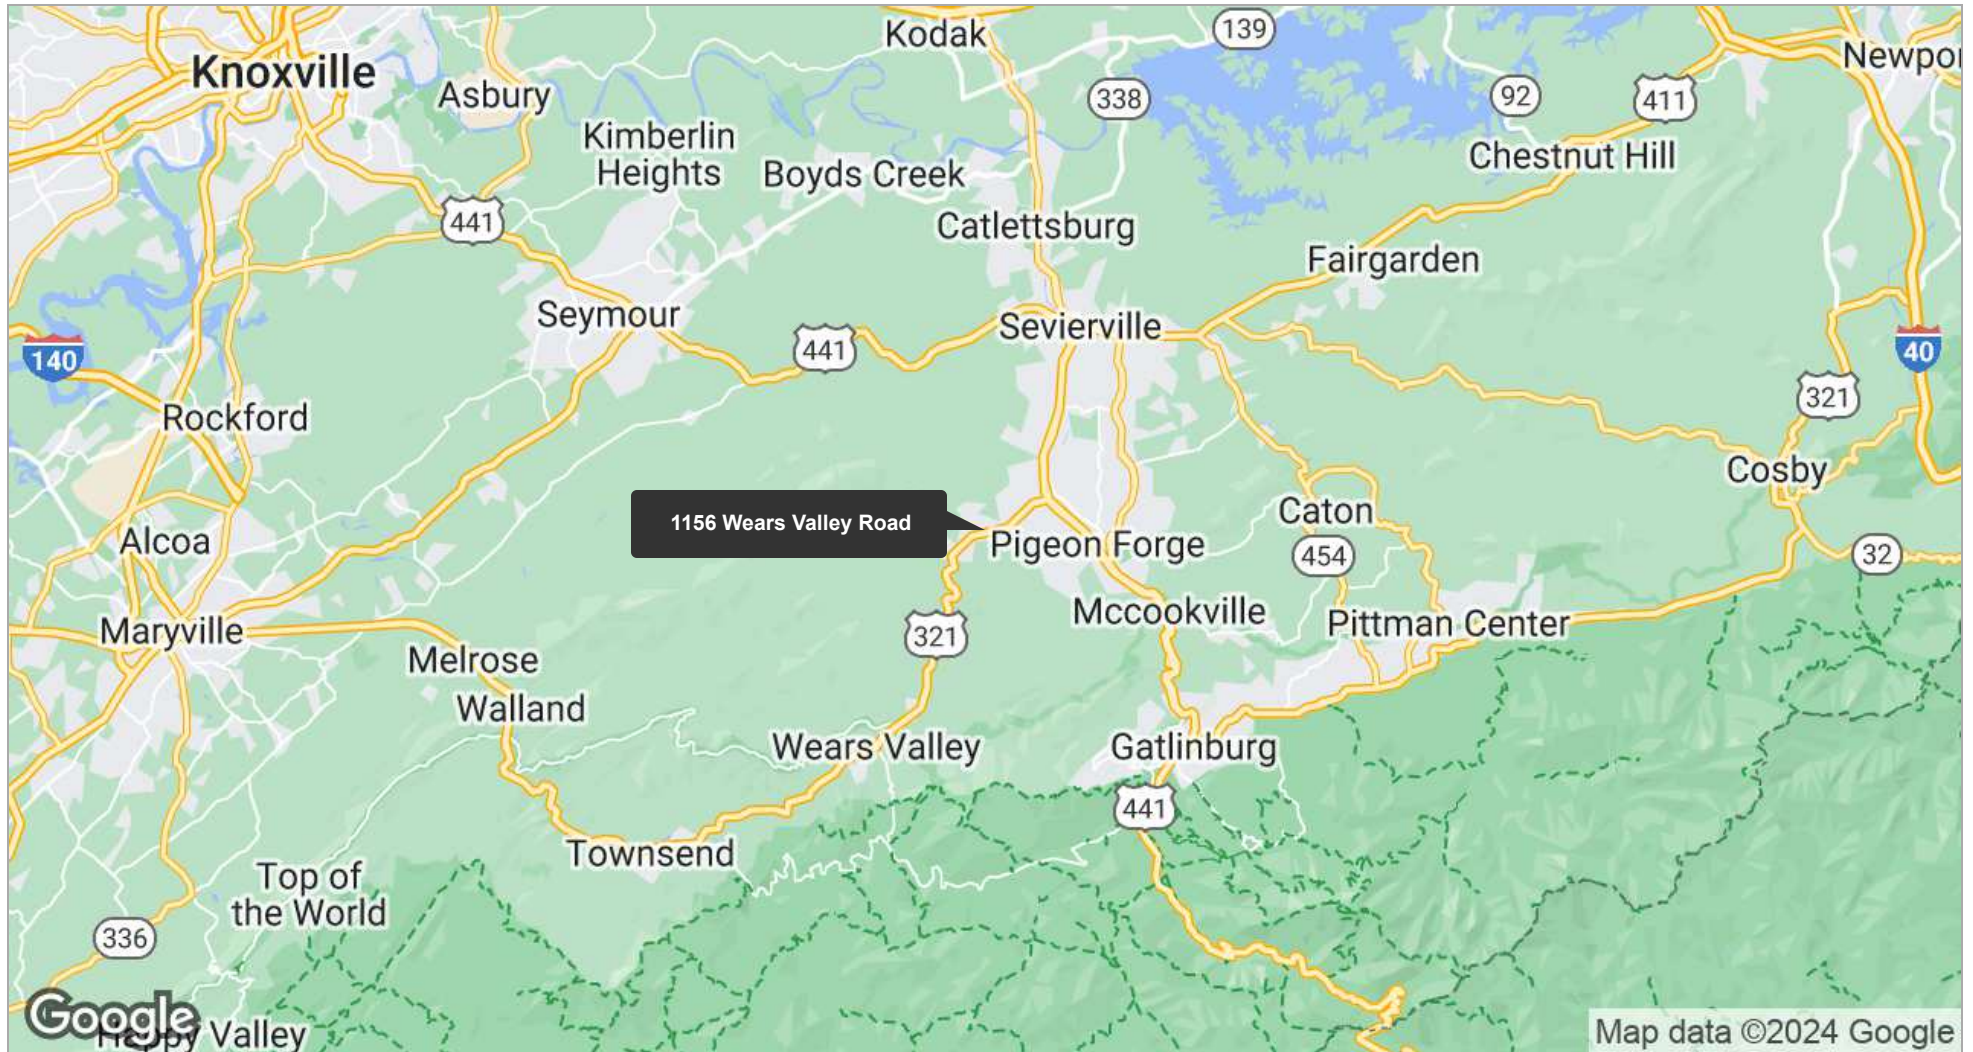 Kodak
139
Newpor
Knoxville
Asbury
338
92
411
Kimberlin
Heights
Boyds Creek
Chestnut Hill
441
Catlettsburg
Fairgarden
Seymour
Sevierville
441
140
40
321
Rockford
Cosby
1156 Wears Valley Road
Caton
Alcoa
Pigeon Forge
454
32
Maryville
321
Mccookville
Pittman Center
Melrose
Walland
Wears Valley
Gatlinburg
441
Townsend
Top of
the World
336
Google
Happy Valley
Map data ©2024 Google